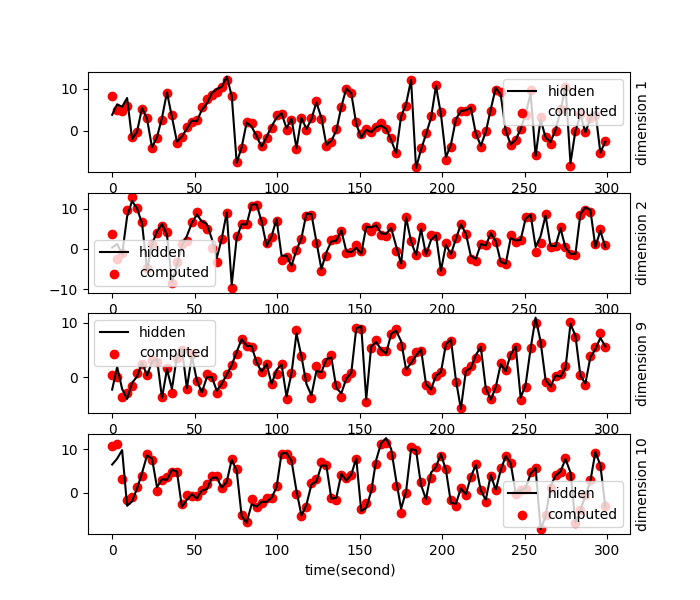 10
0
hidden
computed
dimension 1
0 50 100 150 200 250 300
10
0
−10
hidden
computed
dimension 2
0 50 100 150 200 250 300
10
0
hidden
computed
dimension 9
0 50 100 150 200 250 300
10
0
hidden
computed
dimension 10
0 50 100 150 200 250 300
time(second)